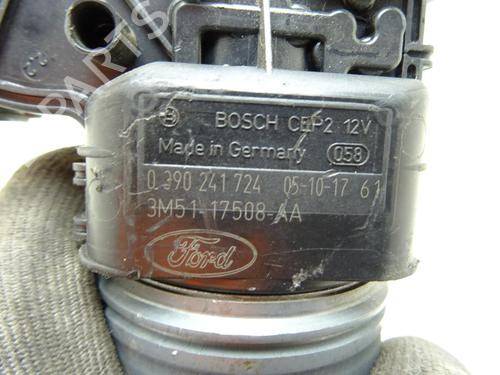 BOSCH CEP2 12V
Made in Germany 058
0 390 241 724 05-10-17 61
3M51-17508-AA
Ford